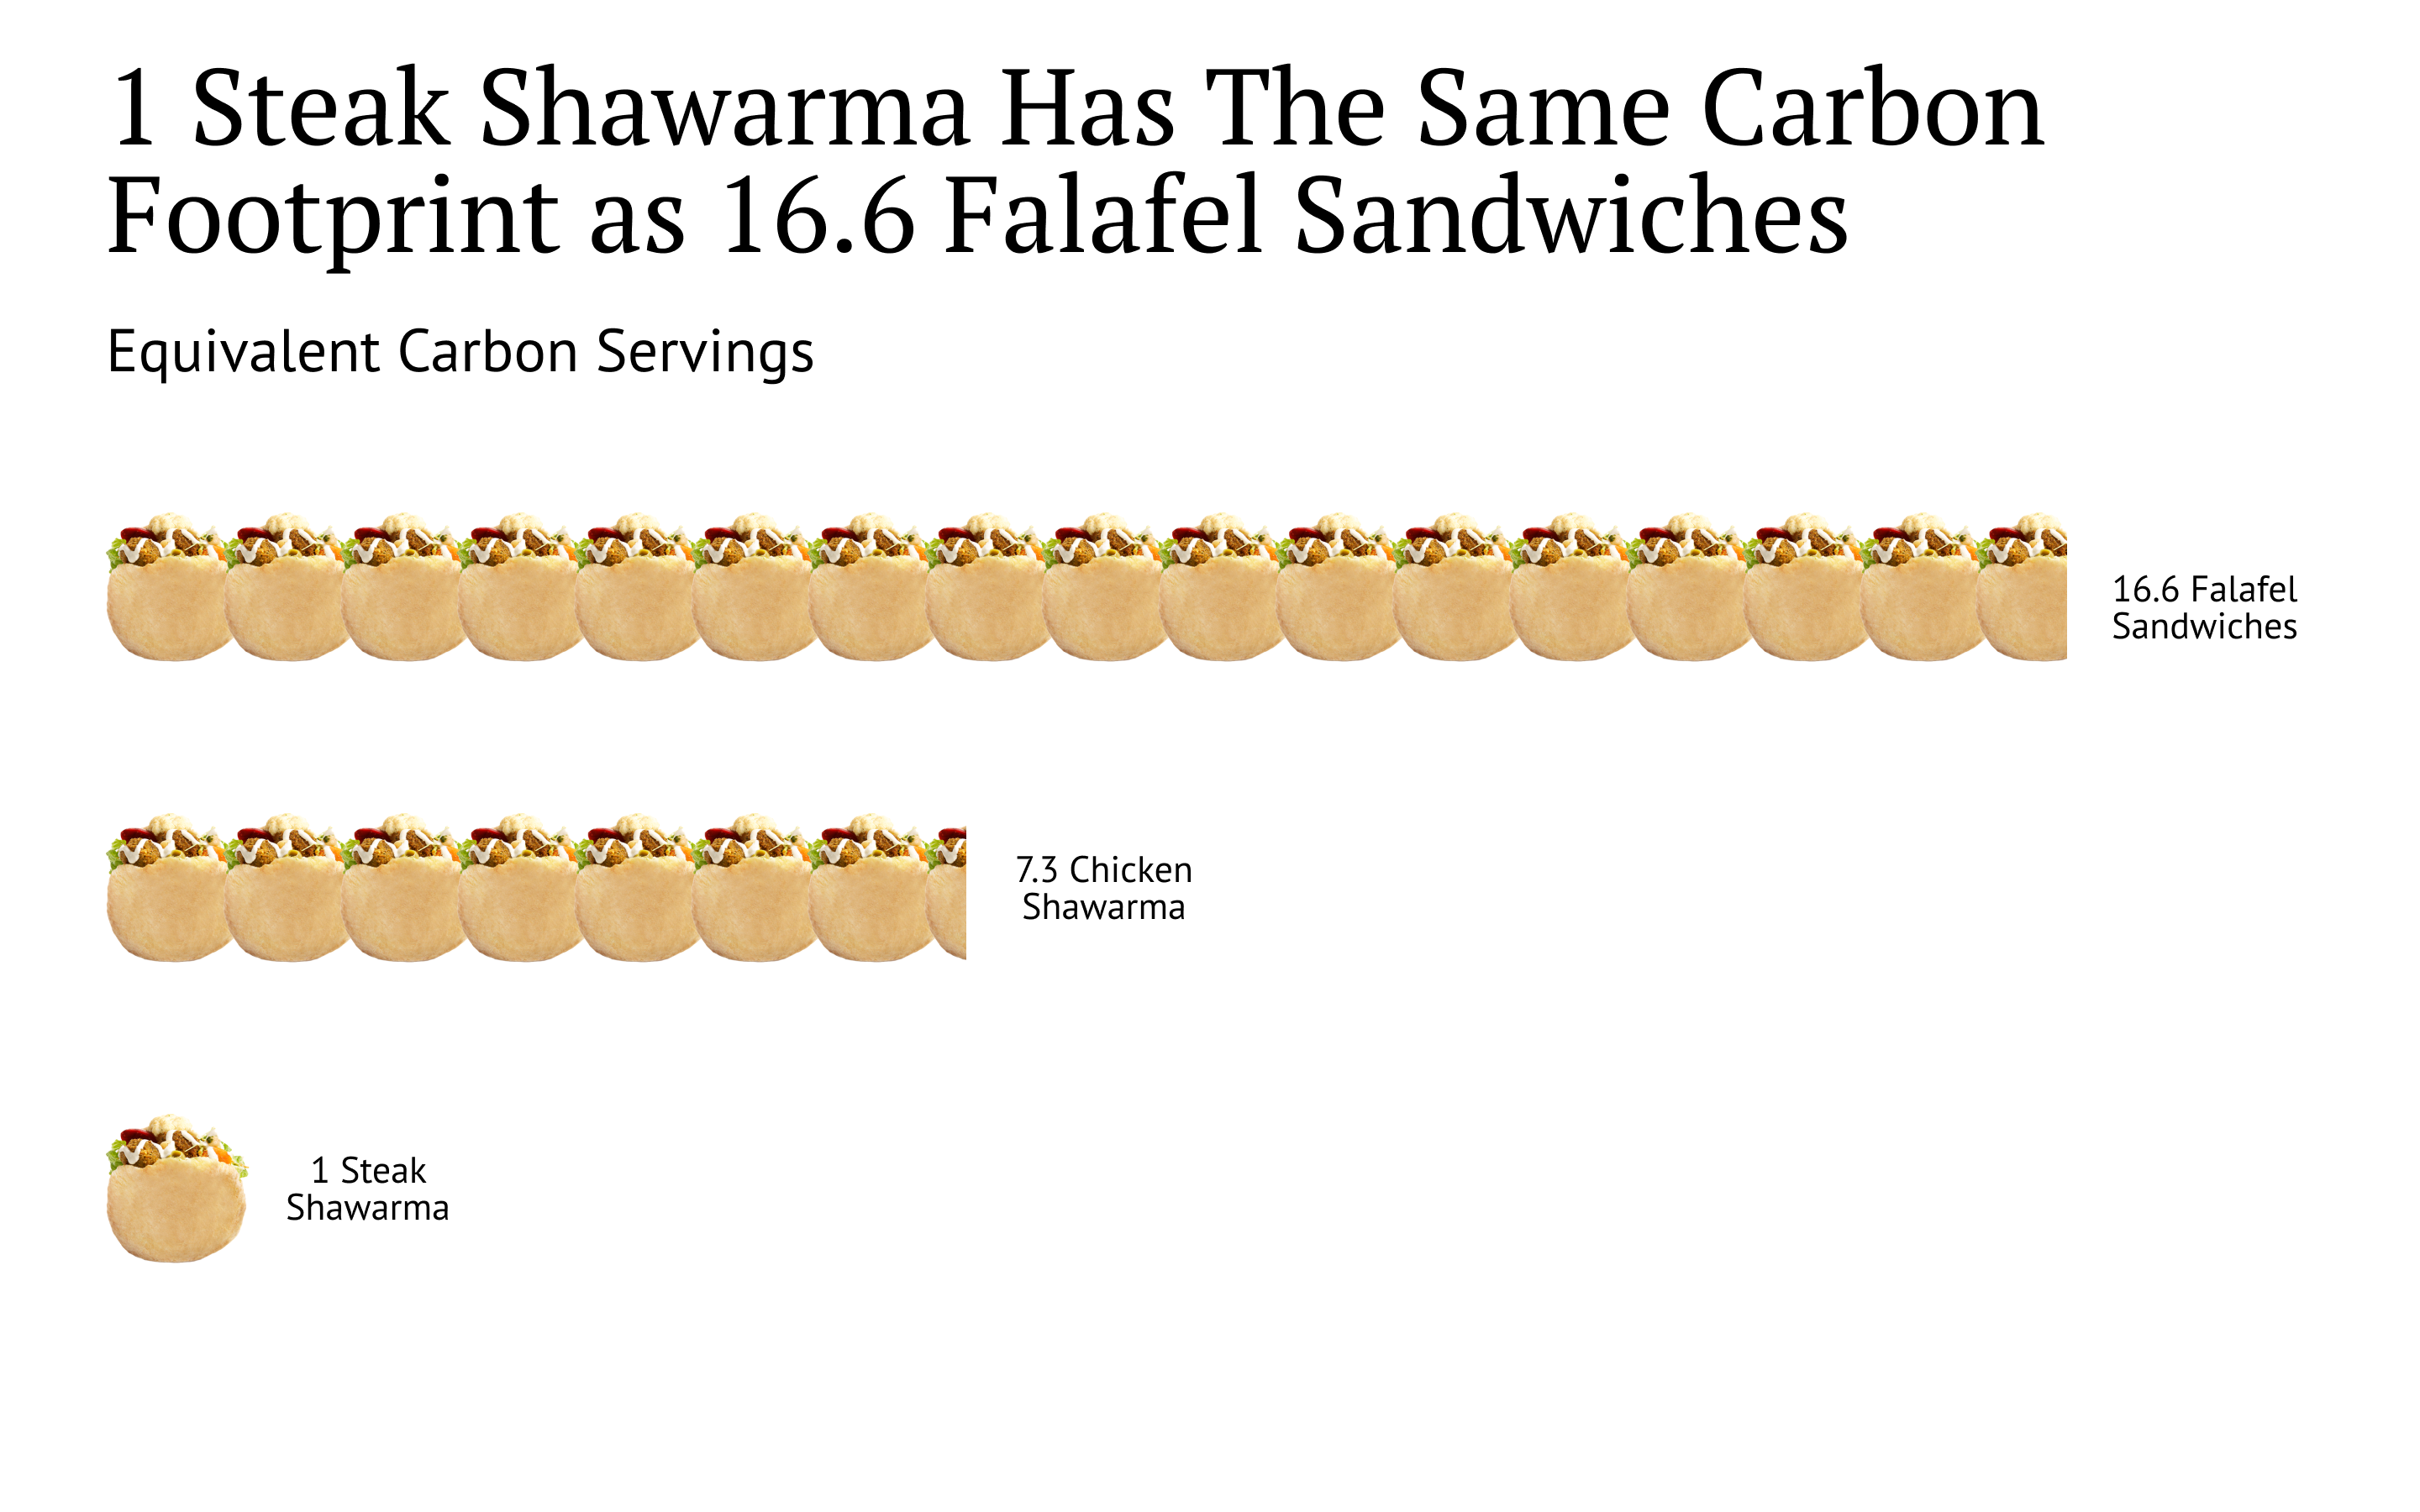 1 Steak Shawarma Has The Same Carbon
Footprint as 16.6 Falafel Sandwiches
Equivalent Carbon Servings
16.6 Falafel
Sandwiches
7.3 Chicken
Shawarma
1 Steak
Shawarma